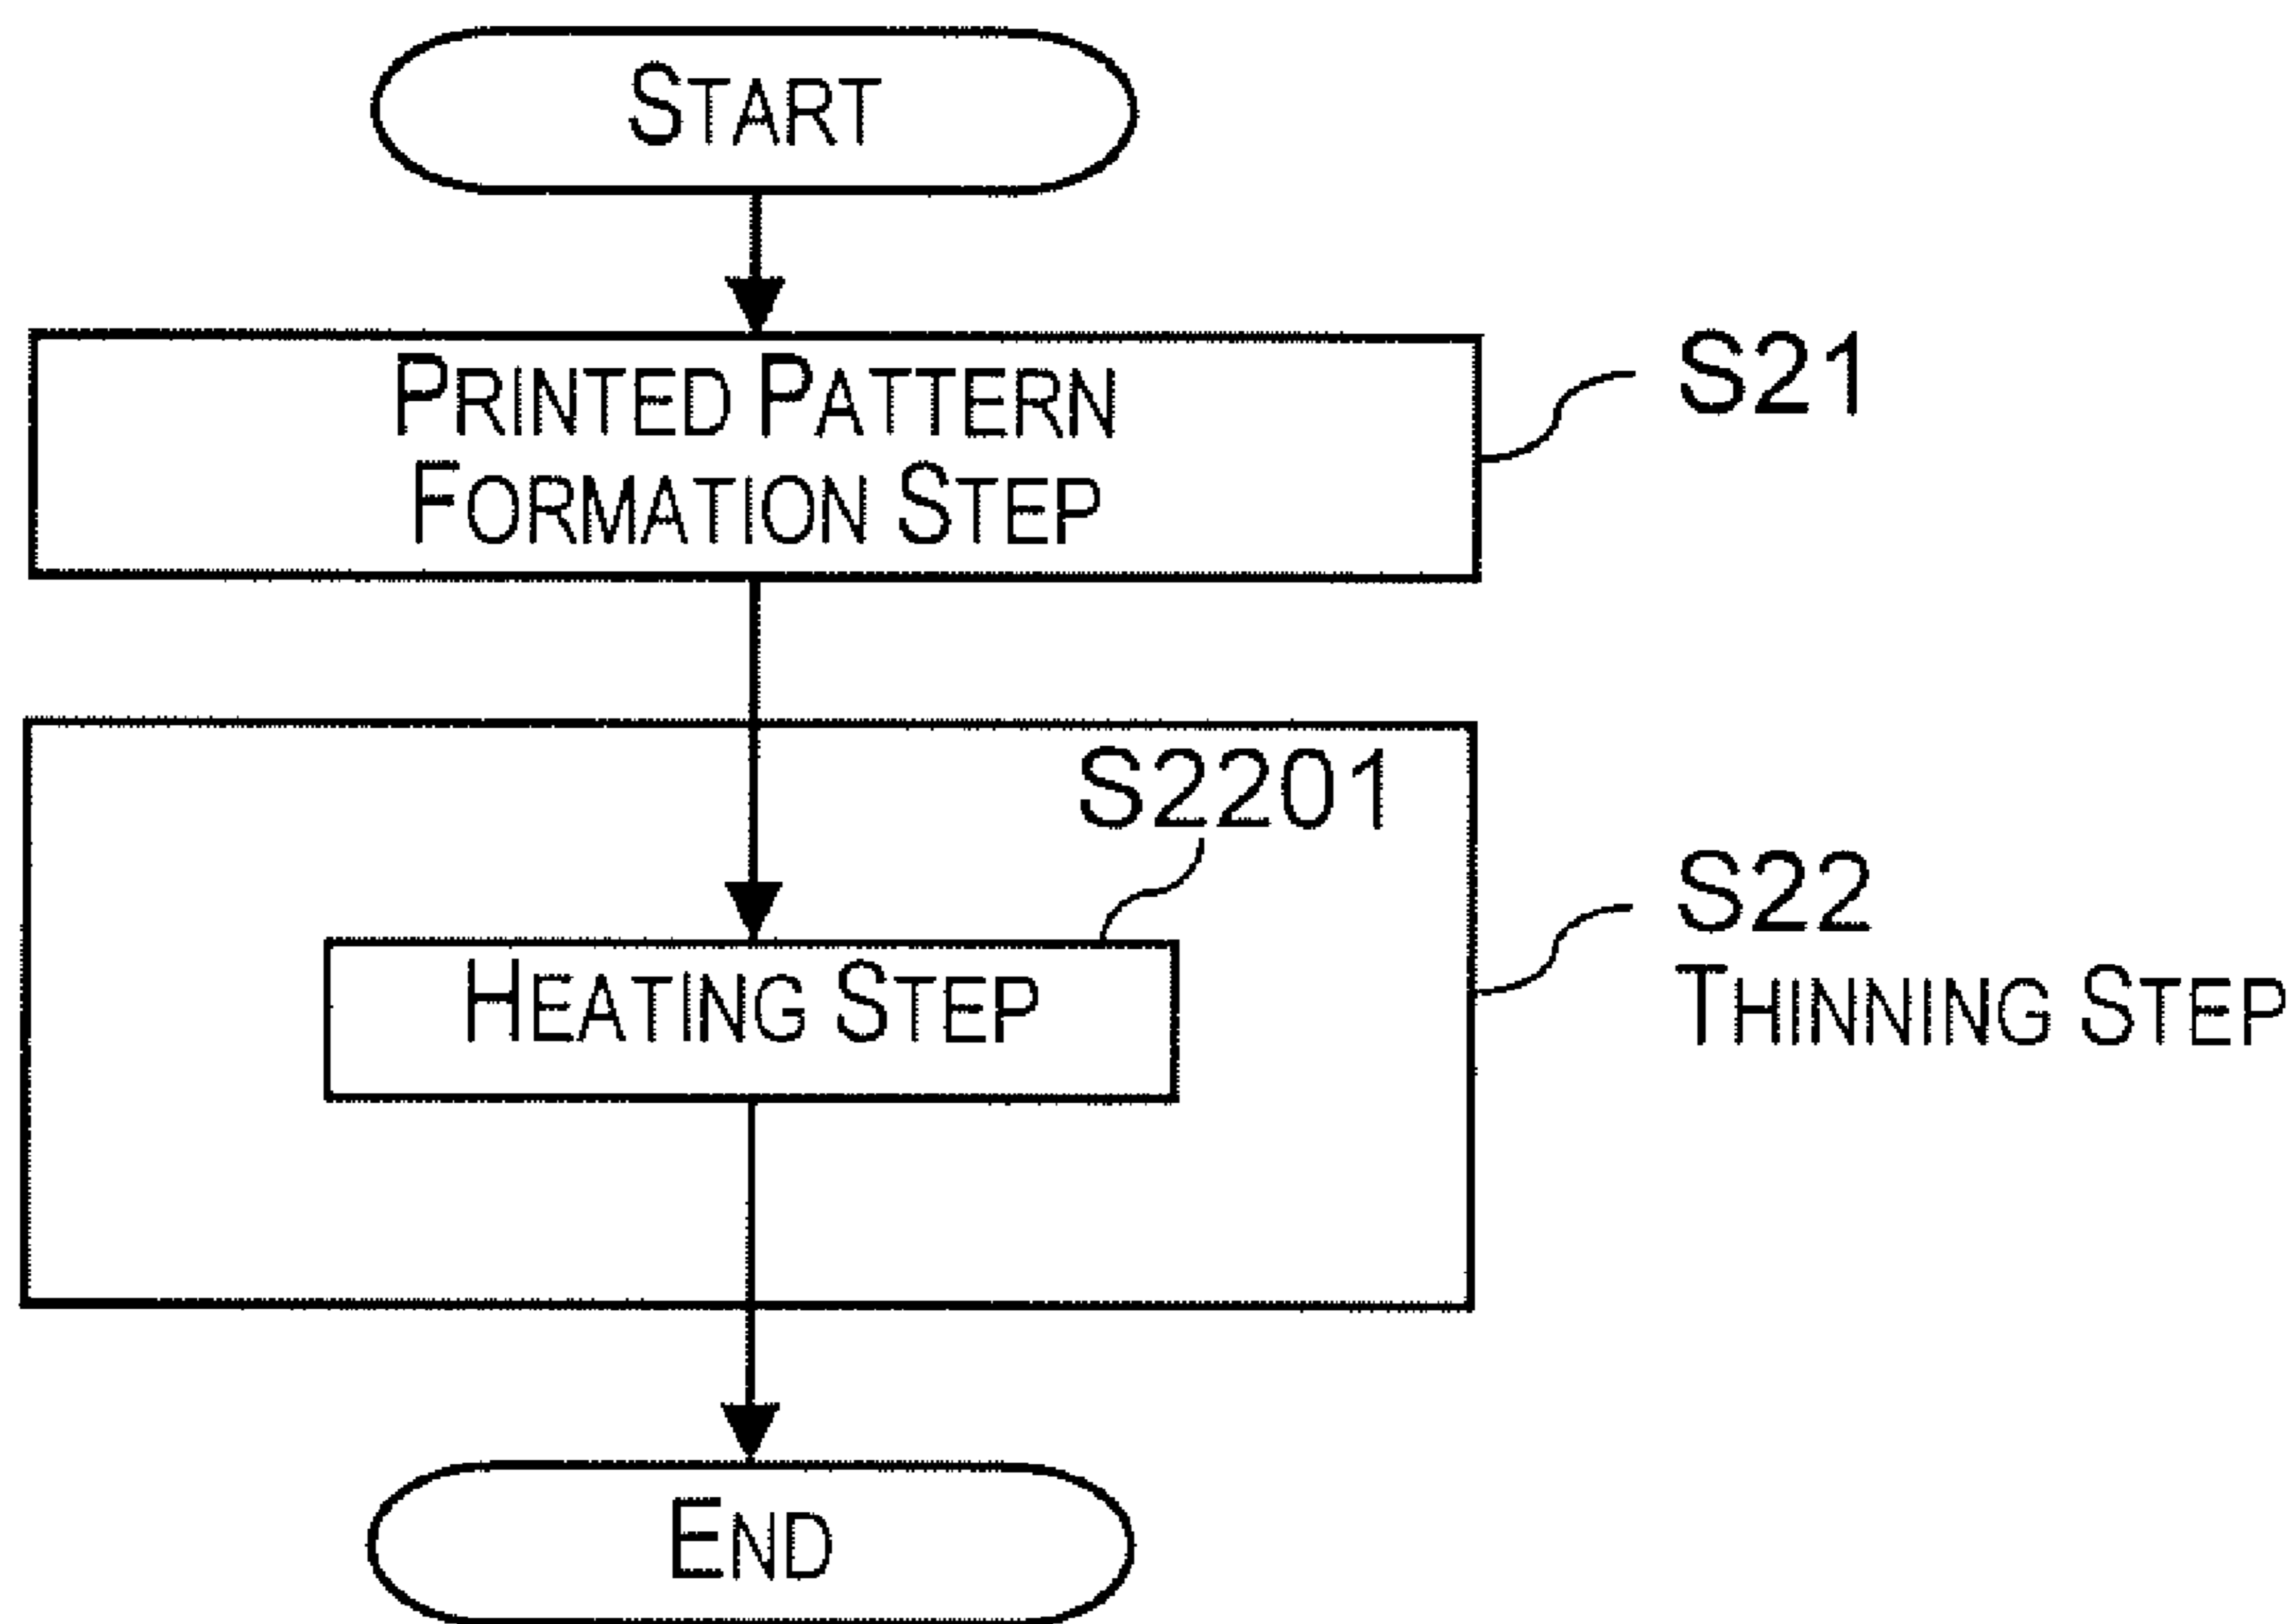 START
PRINTED PATTERN
FORMATION STEP
S21
S2201
HEATING STEP
S22
THINNING STEP
END